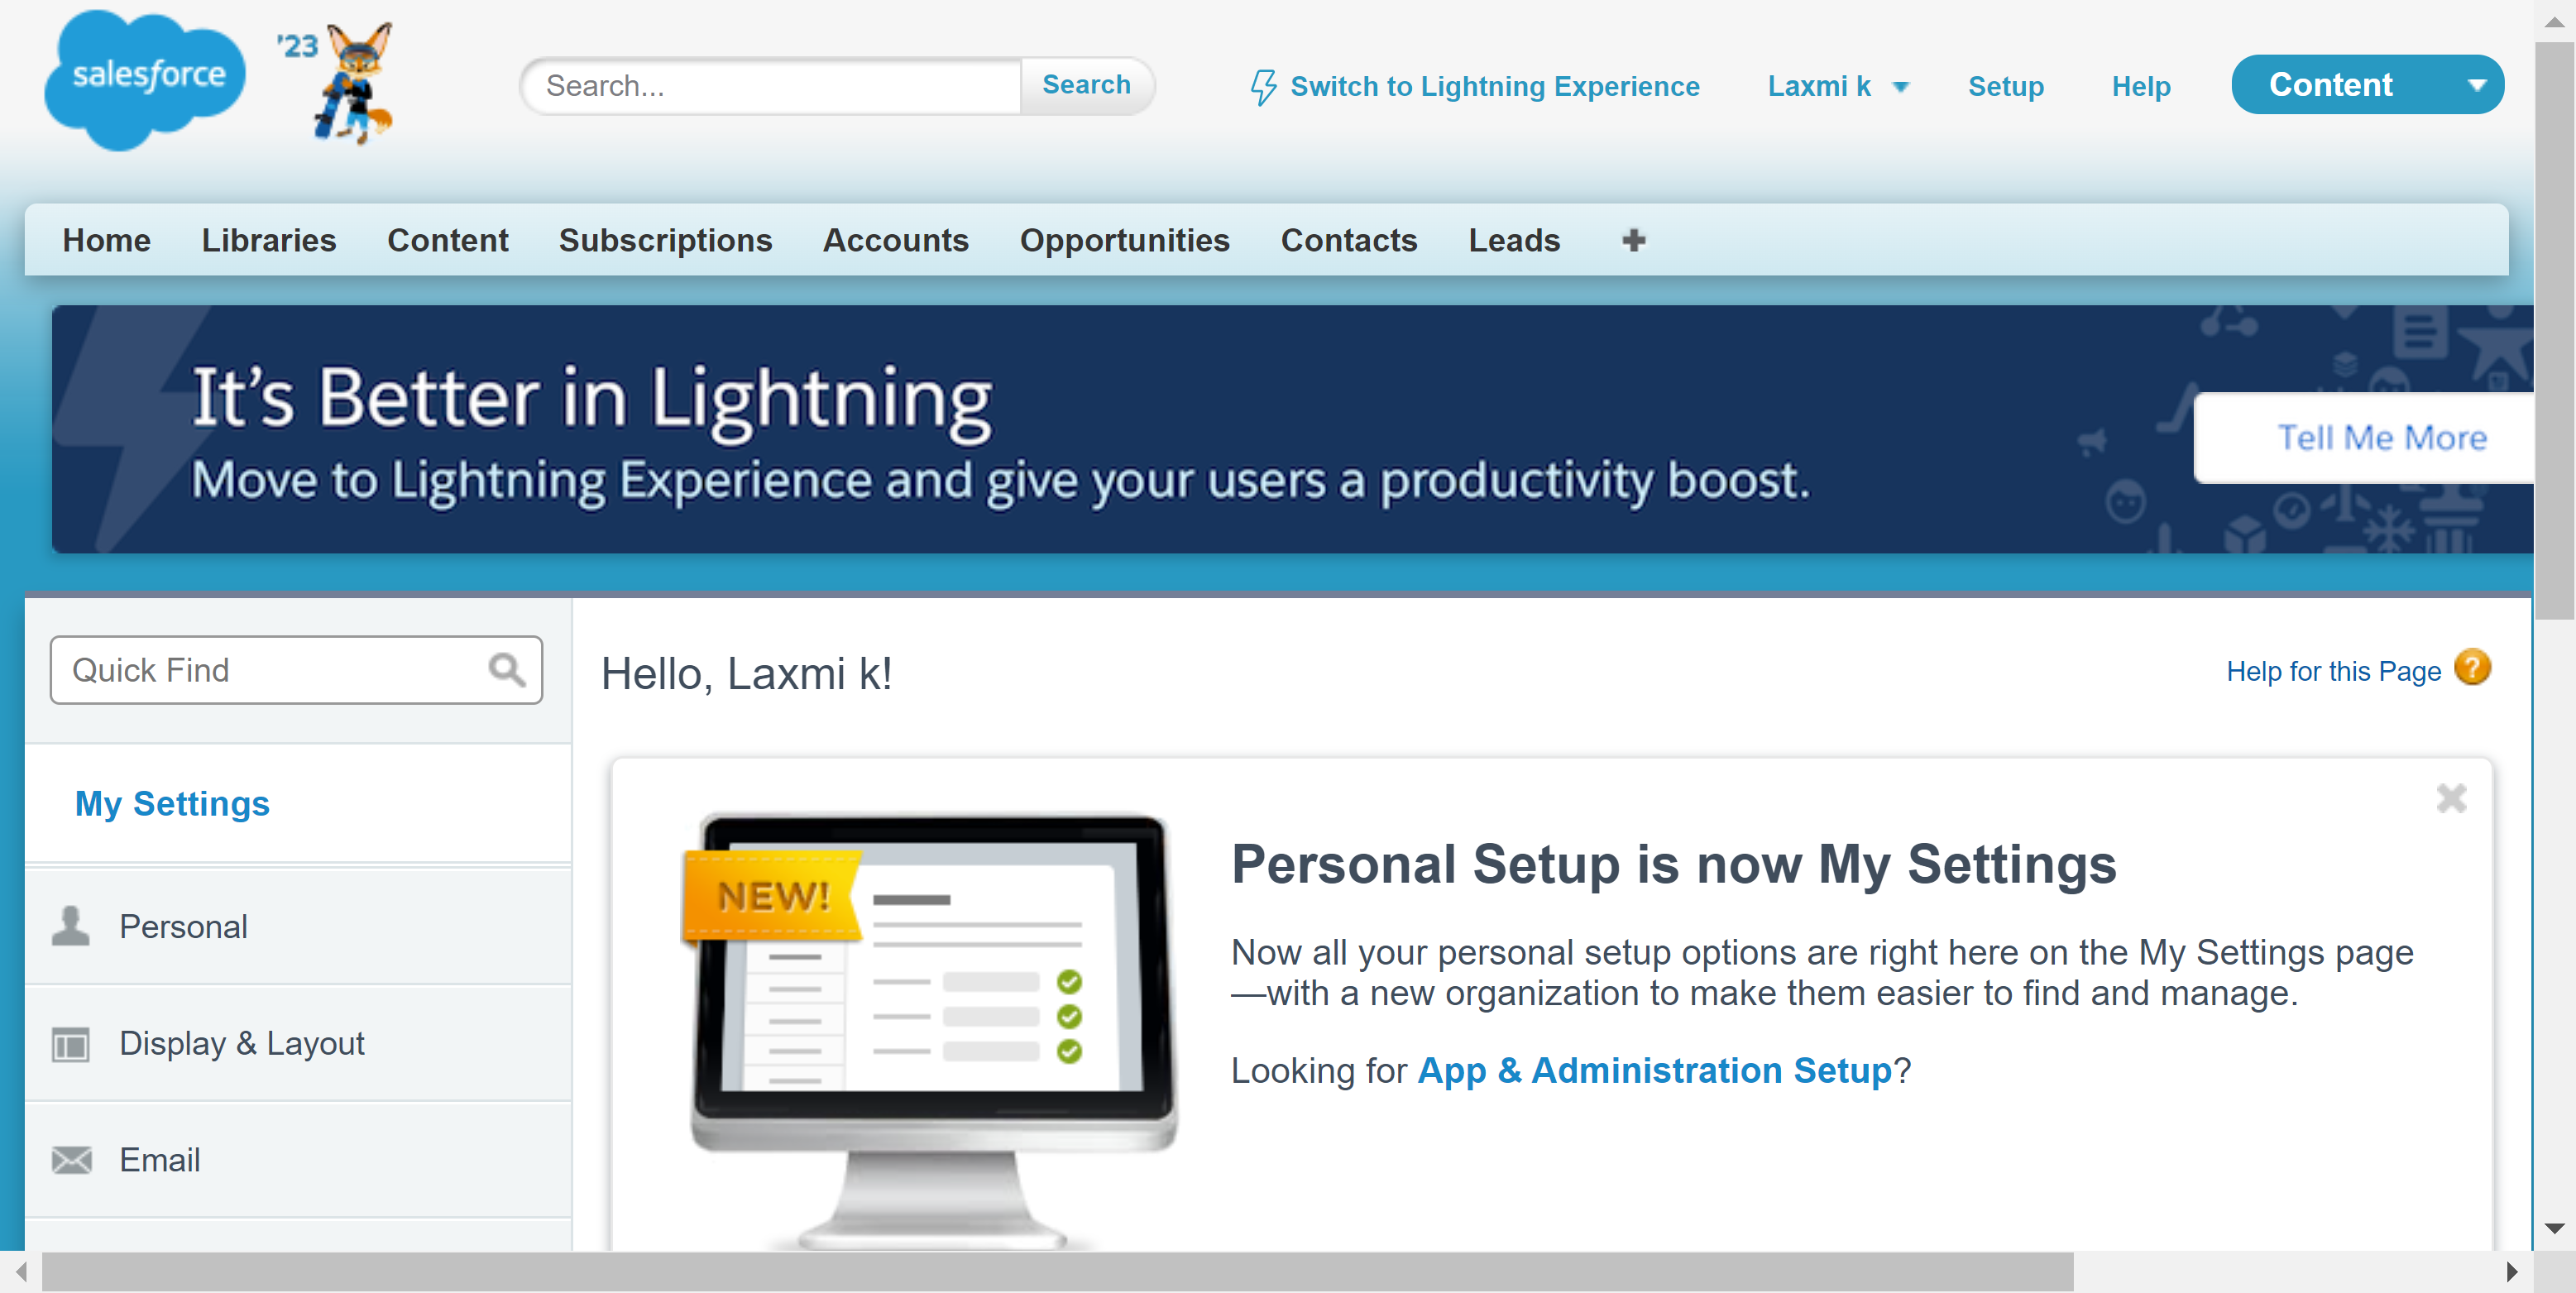 salesforce
'23
Search...
Search
Switch to Lightning Experience
Laxmi k
Setup
Help
Content
Home
Libraries
Content
Subscriptions
Accounts
Opportunities
Contacts
Leads
It's Better in Lightning
Move to Lightning Experience and give your users a productivity boost.
Tell Me More
Quick Find
My Settings
Personal
Display & Layout
Email
Hello, Laxmi k!
Help for this Page
?
NEW!
Personal Setup is now My Settings
Now all your personal setup options are right here on the My Settings page
—with a new organization to make them easier to find and manage.
Looking for App & Administration Setup?